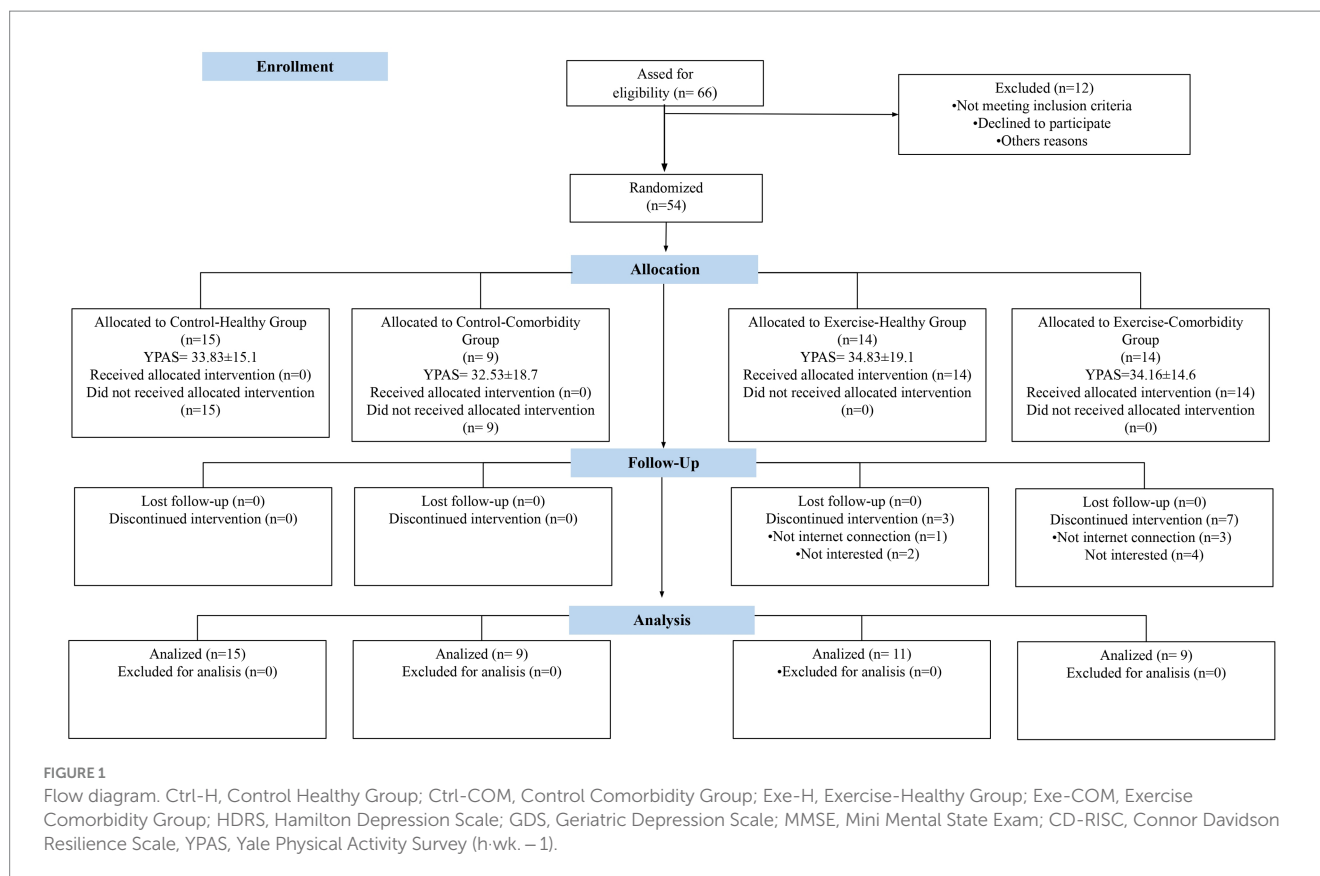 Enrollment
Assed for
eligibility (n= 66)
Excluded (n=12)
•Not meeting inclusion criteria
•Declined to participate
•Others reasons
Randomized
(n=54)
Allocation
Allocated to Control-Healthy Group
(n=15)
YPAS= 33.83±15.1
Received allocated intervention (n=0)
Did not received allocated intervention
(n=15)
Allocated to Control-Comorbidity
Group
(n= 9)
YPAS= 32.53±18.7
Received allocated intervention (n=0)
Did not received allocated intervention
(n= 9)
Allocated to Exercise-Healthy Group
(n=14)
YPAS= 34.83±19.1
Received allocated intervention (n=14)
Did not received allocated intervention
(n=0)
Allocated to Exercise-Comorbidity
Group
(n=14)
YPAS=34.16±14.6
Received allocated intervention (n=14)
Did not received allocated intervention
(n=0)
Follow-Up
Lost follow-up (n=0)
Discontinued intervention (n=0)
Lost follow-up (n=0)
Discontinued intervention (n=0)
Lost follow-up (n=0)
Discontinued intervention (n=3)
•Not internet connection (n=1)
•Not interested (n=2)
Lost follow-up (n=0)
Discontinued intervention (n=7)
•Not internet connection (n=3)
Not interested (n=4)
Analysis
Analized (n=15)
Excluded for analisis (n=0)
Analized (n= 9)
Excluded for analisis (n=0)
Analized (n= 11)
•Excluded for analisis (n=0)
Analized (n= 9)
Excluded for analisis (n=0)
FIGURE 1
Flow diagram. Ctrl-H, Control Healthy Group; Ctrl-COM, Control Comorbidity Group; Exe-H, Exercise-Healthy Group; Exe-COM, Exercise
Comorbidity Group; HDRS, Hamilton Depression Scale; GDS, Geriatric Depression Scale; MMSE, Mini Mental State Exam; CD-RISC, Connor Davidson
Resilience Scale, YPAS, Yale Physical Activity Survey (h·wk. −1).